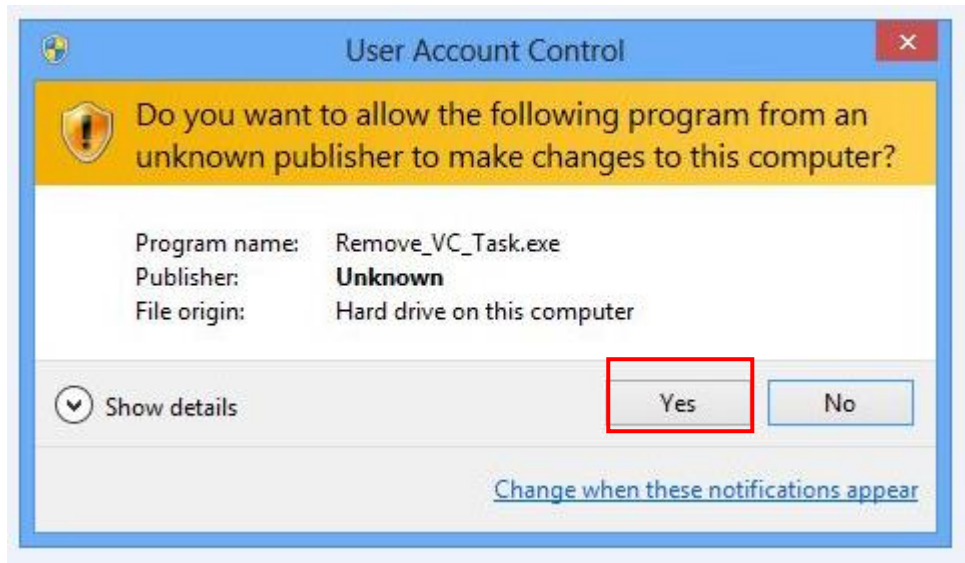 User Account Control
Do you want to allow the following program from an
unknown publisher to make changes to this computer?
Program name: Remove_VC_Task.exe
Publisher: Unknown
File origin: Hard drive on this computer
Show details
Yes
No
Change when these notifications appear